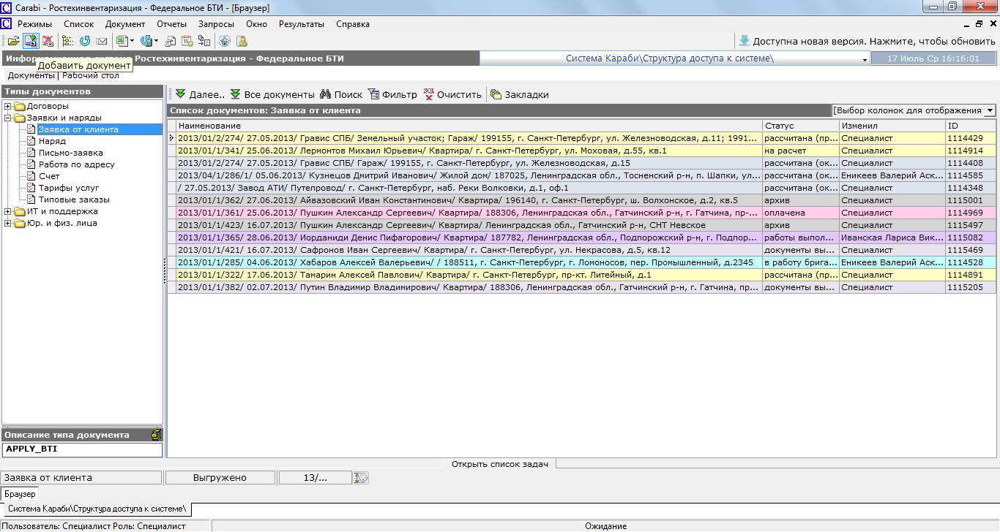 Carabi - Ростехинвентаризация - Федеральное БТИ - [Браузер]
Режимы Список Документ Отчеты Запросы Окно Результаты Справка
Доступна новая версия. Нажмите, чтобы обновить
Ростехинвентаризация - Федеральное БТИ
Система Караби\Структура доступа к системе\
17 Июль Ср 16:16:01
Добавить документ
Документы | Рабочий стол
Типы документов
Договоры
Заявки и наряды
Заявка от клиента
Наряд
Письмо-заявка
Работа по адресу
Счет
Тарифы услуг
Типовые заказы
ИТ и поддержка
Юр. и физ. лица
Описание типа документа
APPLY_BTI
Далее.. Все документы Поиск Фильтр Очистить Закладки
Список документов: Заявка от клиента
[Выбор колонок для отображения
Наименование Статус Изменил ID
2013/01/2/274/ 27.05.2013/ Гравис СПБ/ Земельный участок; Гараж/ 199155, г. Санкт-Петербург, ул. Железноводская, д.11; 1991... рассчитана (пр... Специалист 1114429
2013/01/1/341/ 25.06.2013/ Лермонтов Михаил Юрьевич/ Квартира/ г. Санкт-Петербург, ул. Моховая, д.55, кв.1 на расчет Специалист 1114914
2013/01/2/274/ 27.05.2013/ Гравис СПБ/ Гараж/ 199155, г. Санкт-Петербург, ул. Железноводская, д.15 рассчитана (ок... Специалист 1114408
2013/04/1/286/1/ 05.06.2013/ Кузнецов Дмитрий Иванович/ Жилой дом/ 187025, Ленинградская обл., Тосненский р-н, п. Шапки, ул... рассчитана (ок... Еникеев Валерий Аск... 1114585
/ 27.05.2013/ Завод АТИ/ Путепровод/ г. Санкт-Петербург, наб. Реки Волковки, д.1, оф.1 рассчитана (ок... Специалист 1114348
2013/01/1/362/ 27.06.2013/ Айвазовский Иван Константинович/ Квартира/ 196140, г. Санкт-Петербург, ш. Волхонское, д.2, кв.5 архив Специалист 1115001
2013/01/1/361/ 25.06.2013/ Пушкин Александр Сергеевич/ Квартира/ 188306, Ленинградская обл., Гатчинский р-н, г. Гатчина, пр-... оплачена Специалист 1114969
2013/01/1/423/ 16.07.2013/ Пушкин Александр Сергеевич/ Квартира/ Ленинградская обл., Гатчинский р-н, СНТ Невское архив Специалист 1115497
2013/01/1/365/ 28.06.2013/ Иорданиди Денис Пифагорович/ Квартира/ 187782, Ленинградская обл., Подпорожский р-н, г. Подпор... работы выпол... Иванская Лариса Вик... 1115082
2013/01/1/421/ 16.07.2013/ Сафронов Иван Сергеевич/ Квартира/ г. Санкт-Петербург, ул. Некрасова, д.5, кв.12 документы вы... Специалист 1115469
2013/01/1/285/ 04.06.2013/ Хабаров Алексей Валерьевич/ / 188511, г. Санкт-Петербург, г. Ломоносов, пер. Промышленный, д.2345 в работу брига... Еникеев Валерий Аск... 1114528
2013/01/1/322/ 17.06.2013/ Тамарин Алексей Павлович/ Квартира/ г. Санкт-Петербург, пр-кт. Литейный, д.1 рассчитана (пр... Специалист 1114891
2013/01/1/382/ 02.07.2013/ Путин Владимир Владимирович/ Квартира/ 188306, Ленинградская обл., Гатчинский р-н, г. Гатчина, пр... документы вы... Специалист 1115205
Открыть список задач
Заявка от клиента Выгружено 13/...
Браузер
Система Караби\Структура доступа к системе\
Пользователь: Специалист Роль: Специалист Ожидание